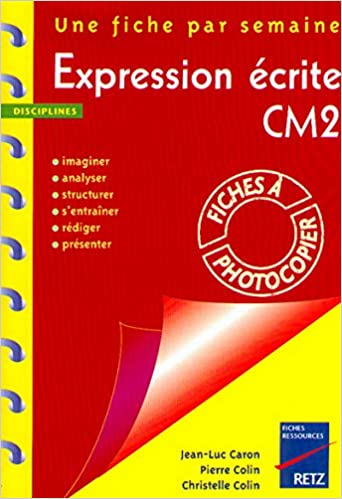 Une fiche par semaine
Expression écrite
CM2
DISCIPLINES
• imaginer
• analyser
• structurer
• s'entraîner
• rédiger
• présenter
FICHES À
PHOTOCOPIER
Jean-Luc Caron
Pierre Colin
Christelle Colin
FICHES
RESSOURCES
RETZ